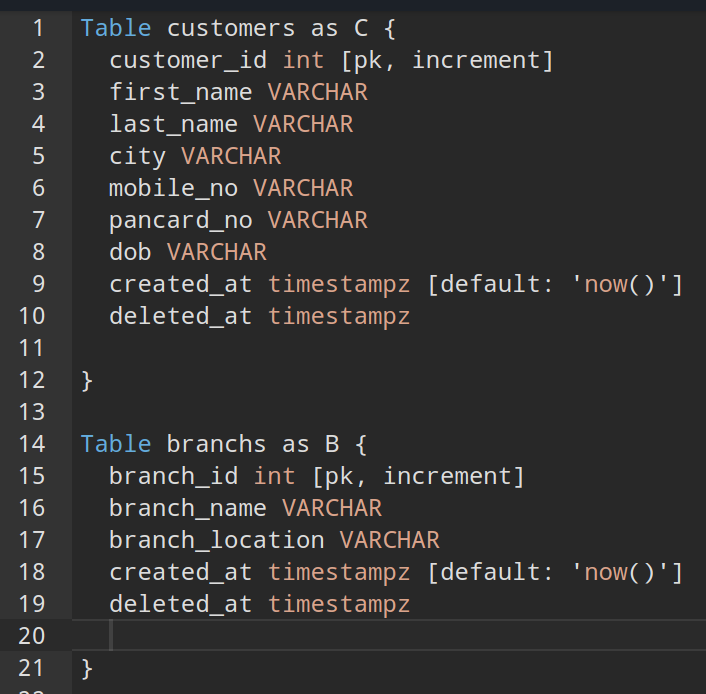 1 Table customers as C {
2 customer_id int [pk, increment]
3 first_name VARCHAR
4 last_name VARCHAR
5 city VARCHAR
6 mobile_no VARCHAR
7 pancard_no VARCHAR
8 dob VARCHAR
9 created_at timestampz [default: 'now()']
10 deleted_at timestampz
11
12 }
13
14 Table branchs as B {
15 branch_id int [pk, increment]
16 branch_name VARCHAR
17 branch_location VARCHAR
18 created_at timestampz [default: 'now()']
19 deleted_at timestampz
20
21 }